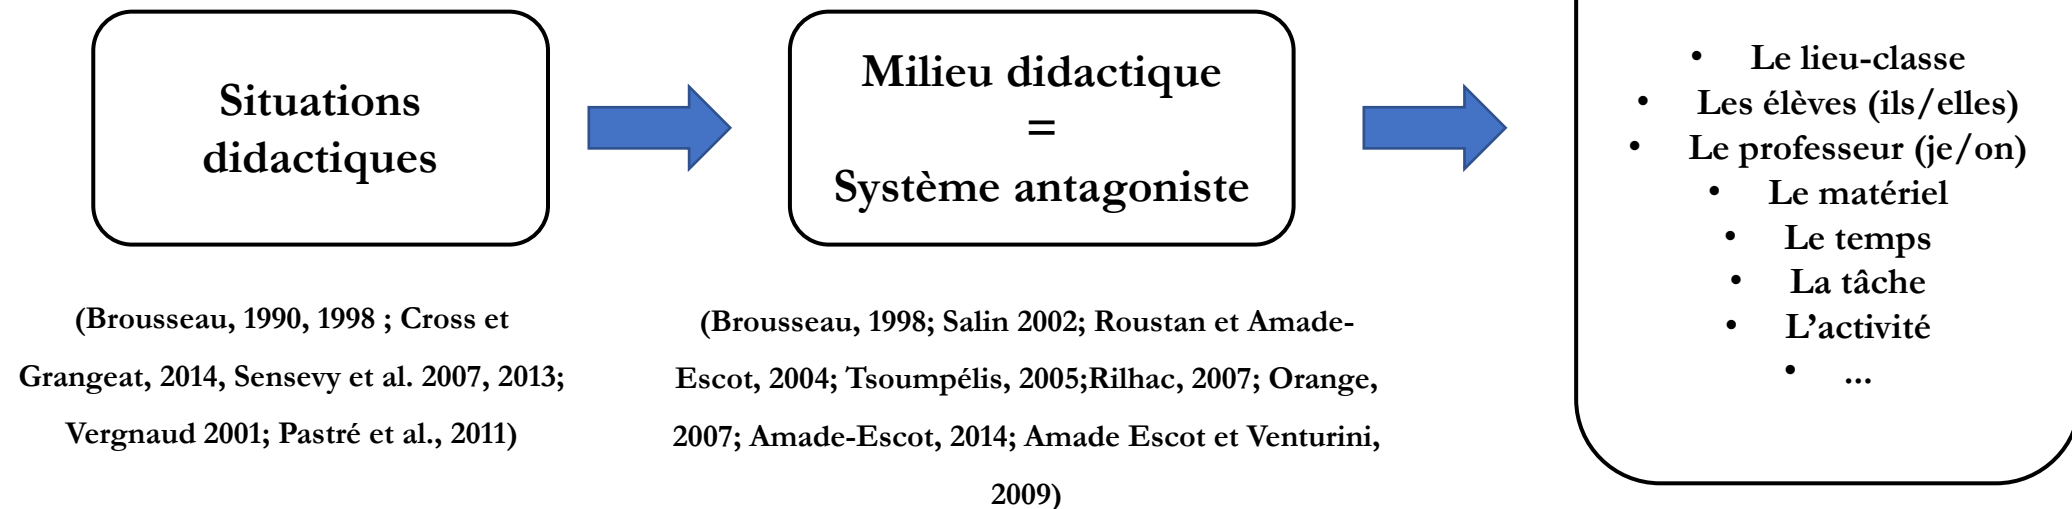 Situations
didactiques
(Brousseau, 1990, 1998 ; Cross et
Grangeat, 2014, Sensevy et al. 2007, 2013;
Vergnaud 2001; Pastré et al., 2011)
Milieu didactique
=
Système antagoniste
(Brousseau, 1998; Salin 2002; Roustan et Amade-
Escot, 2004; Tsoumpélis, 2005;Rilhac, 2007; Orange,
2007; Amade-Escot, 2014; Amade Escot et Venturini,
2009)
• Le lieu-classe
• Les élèves (ils/elles)
• Le professeur (je/on)
• Le matériel
• Le temps
• La tâche
• L’activité
• ...